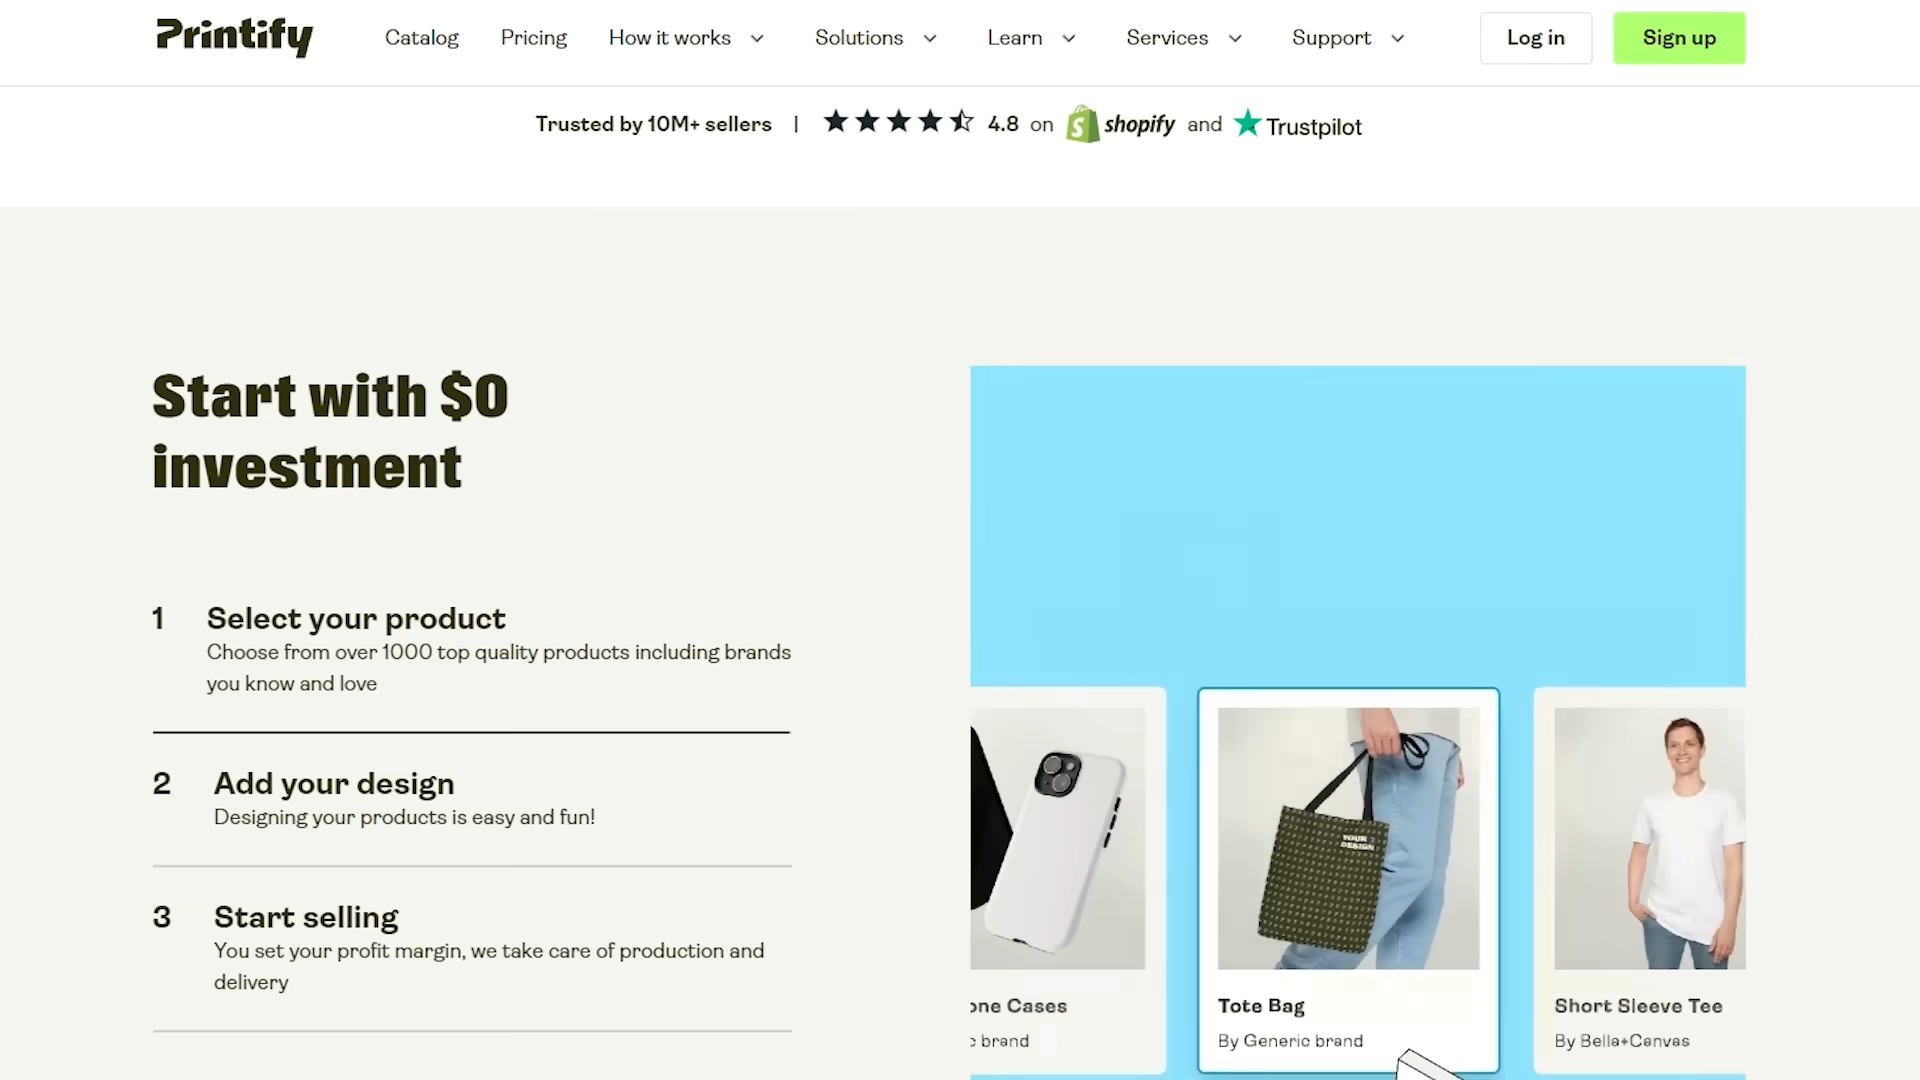 Printify
Catalog
Pricing
How it works
Solutions
Learn
Services
Support
Log in
Sign up
Trusted by 10M+ sellers | 4.8 on shopify and Trustpilot
Start with $0
investment
1 Select your product
Choose from over 1000 top quality products including brands
you know and love
2 Add your design
Designing your products is easy and fun!
3 Start selling
You set your profit margin, we take care of production and
delivery
YOUR
DESIGN
one Cases
c brand
Tote Bag
By Generic brand
Short Sleeve Tee
By Bella+Canvas